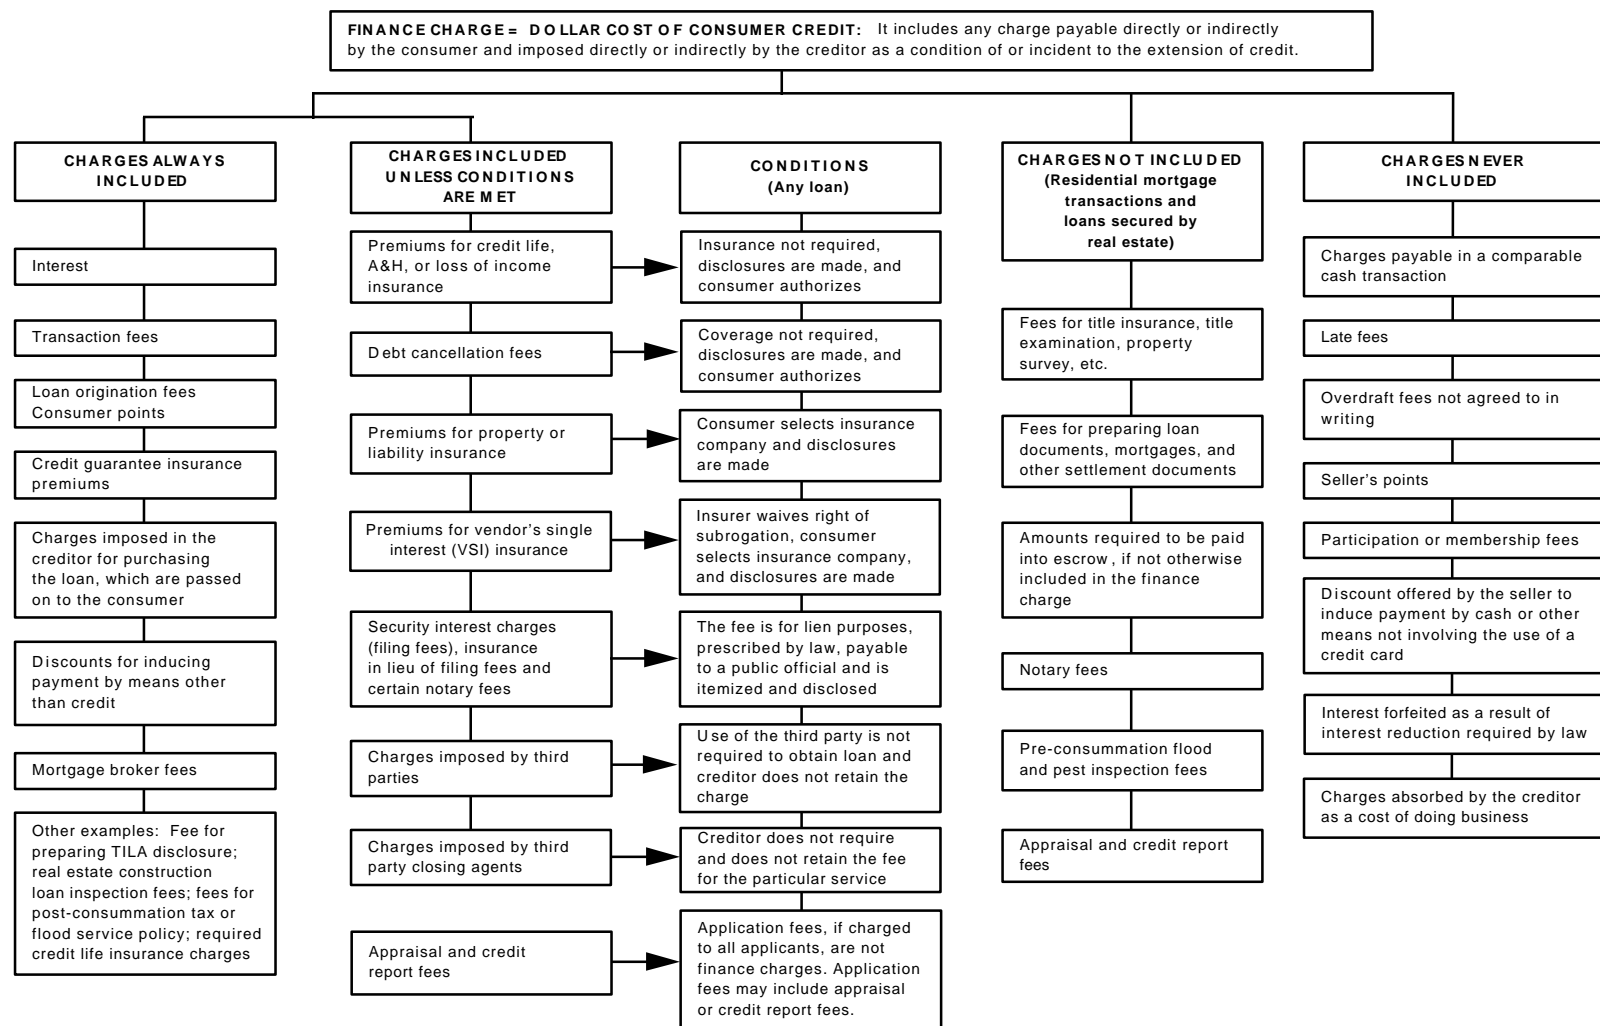 FINANCE CHARGE = DOLLAR COST OF CONSUMER CREDIT: It includes any charge payable directly or indirectly
by the consumer and imposed directly or indirectly by the creditor as a condition of or incident to the extension of credit.
CHARGES ALWAYS
INCLUDED
Interest
Transaction fees
Loan origination fees
Consumer points
Credit guarantee insurance
premiums
Charges imposed in the
creditor for purchasing
the loan, which are passed
on to the consumer
Discounts for inducing
payment by means other
than credit
Mortgage broker fees
Other examples: Fee for
preparing TILA disclosure;
real estate construction
loan inspection fees; fees for
post-consummation tax or
flood service policy; required
credit life insurance charges
CHARGES INCLUDED
UNLESS CONDITIONS
ARE MET
Premiums for credit life,
A&H, or loss of income
insurance
Debt cancellation fees
Premiums for property or
liability insurance
Premiums for vendor's single
interest (VSI) insurance
Security interest charges
(filing fees), insurance
in lieu of filing fees and
certain notary fees
Charges imposed by third
parties
Charges imposed by third
party closing agents
Appraisal and credit
report fees
CONDITIONS
(Any loan)
Insurance not required,
disclosures are made, and
consumer authorizes
Coverage not required,
disclosures are made, and
consumer authorizes
Consumer selects insurance
company and disclosures
are made
Insurer waives right of
subrogation, consumer
selects insurance company,
and disclosures are made
The fee is for lien purposes,
prescribed by law, payable
to a public official and is
itemized and disclosed
Use of the third party is not
required to obtain loan and
creditor does not retain the
charge
Creditor does not require
and does not retain the fee
for the particular service
Application fees, if charged
to all applicants, are not
finance charges. Application
fees may include appraisal
or credit report fees.
CHARGES NOT INCLUDED
(Residential mortgage
transactions and
loans secured by
real estate)
Fees for title insurance, title
examination, property
survey, etc.
Fees for preparing loan
documents, mortgages, and
other settlement documents
Amounts required to be paid
into escrow, if not otherwise
included in the finance
charge
Notary fees
Pre-consummation flood
and pest inspection fees
Appraisal and credit report
fees
CHARGES NEVER
INCLUDED
Charges payable in a comparable
cash transaction
Late fees
Overdraft fees not agreed to in
writing
Seller's points
Participation or membership fees
Discount offered by the seller to
induce payment by cash or other
means not involving the use of a
credit card
Interest forfeited as a result of
interest reduction required by law
Charges absorbed by the creditor
as a cost of doing business